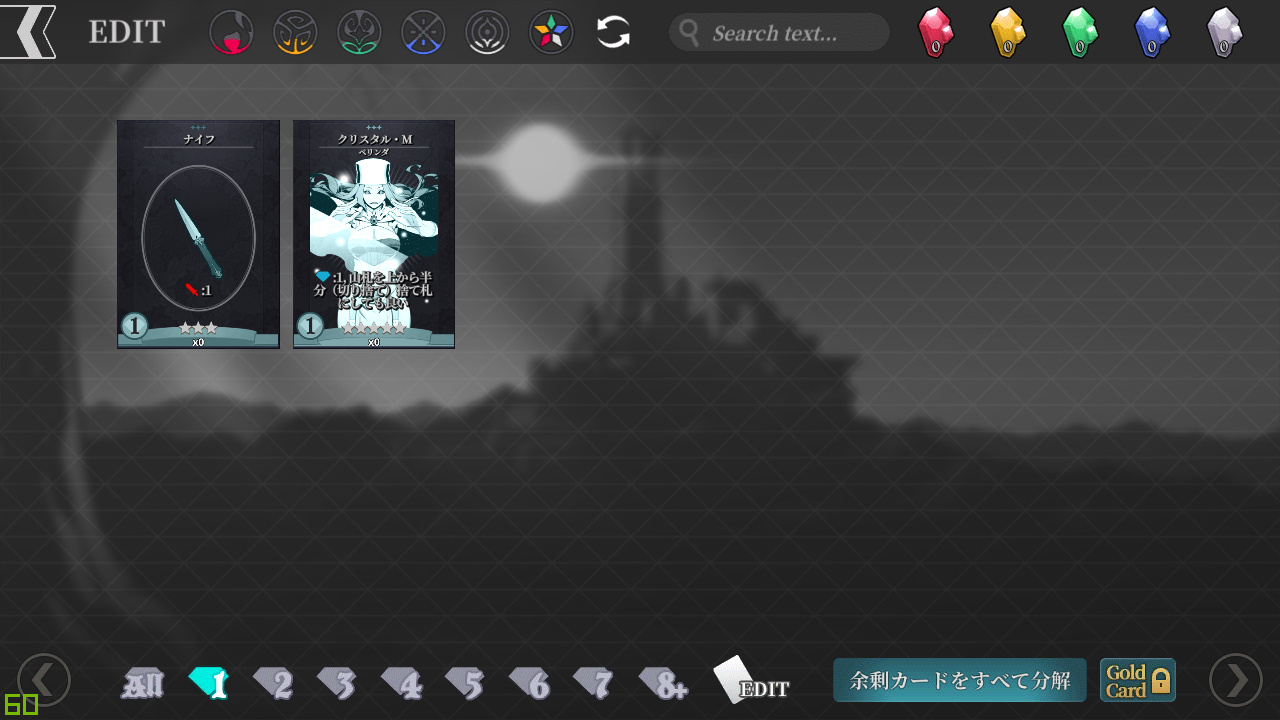 EDIT
Search text...
0
0
0
0
0
ナイフ
:1
1
x0
クリスタル・M
ベリンダ
:1, 山札を上から半
分（切り捨て）捨て札
にしても良い
1
x0
All
1
2
3
4
5
6
7
8+
EDIT
余剰カードをすべて分解
Gold
Card
60